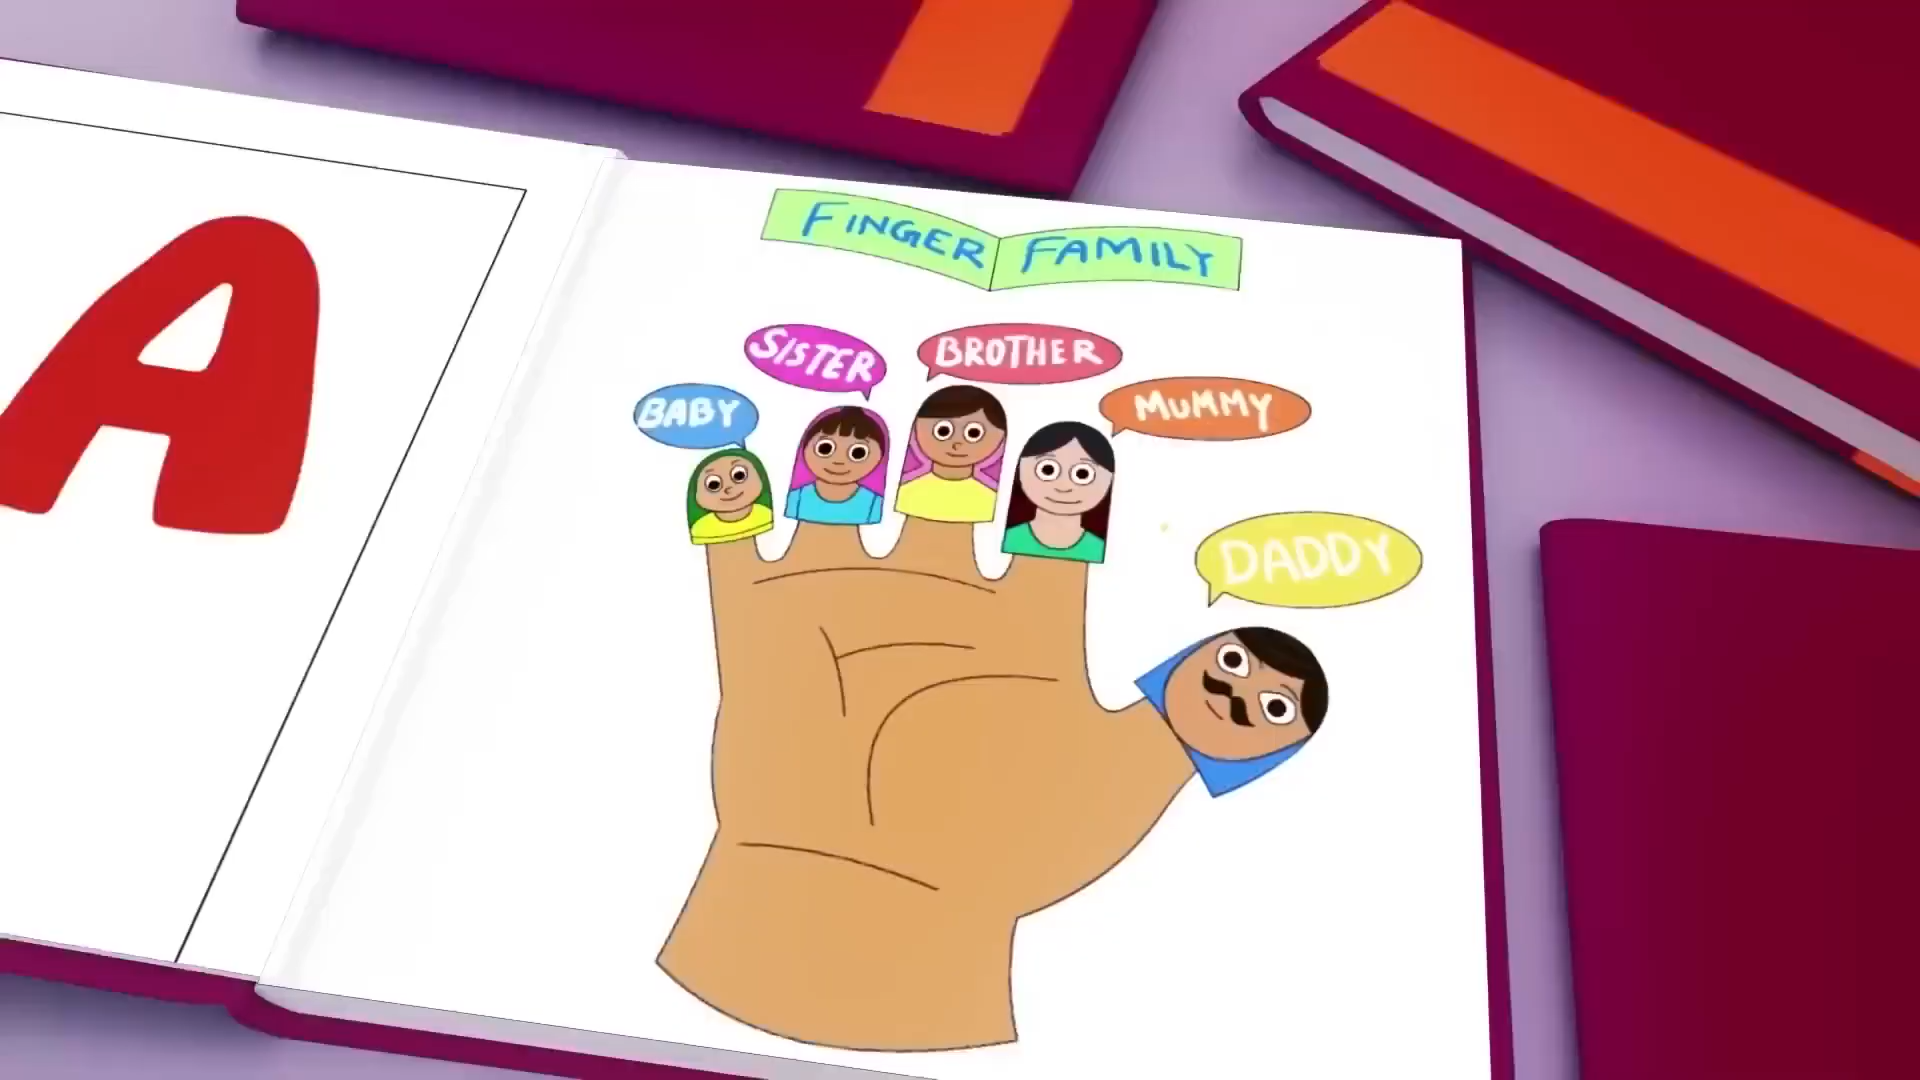 A
FINGER FAMILY
SISTER
BROTHER
BABY
MUMMY
DADDY